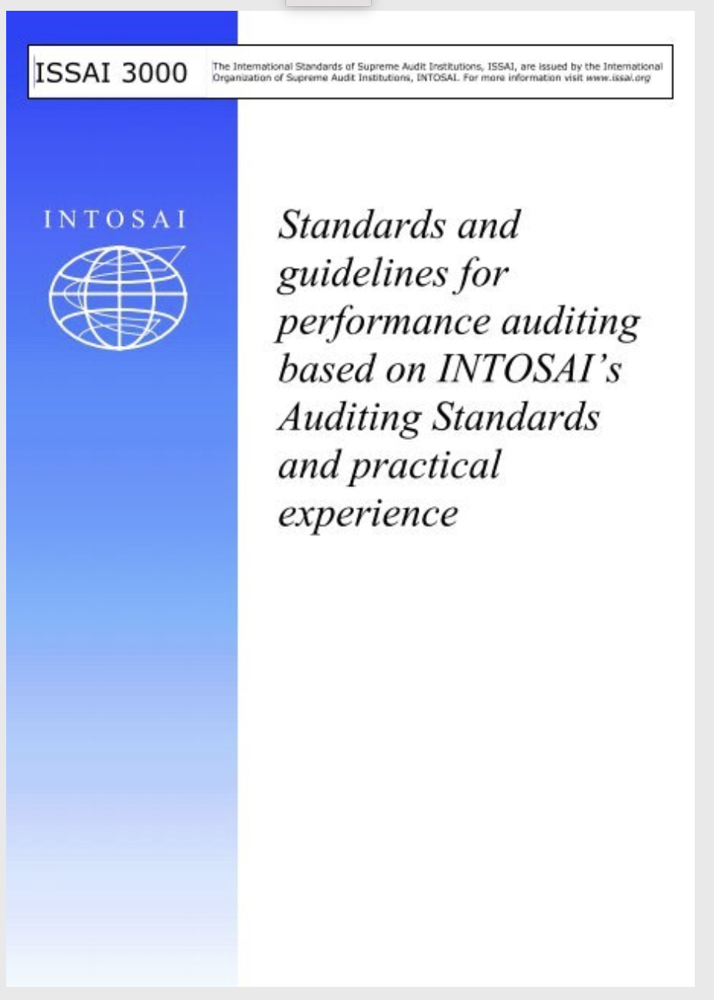 ISSAI 3000
The International Standards of Supreme Audit Institutions, ISSAI, are issued by the International
Organization of Supreme Audit Institutions, INTOSAI. For more information visit www.issai.org
INTOSAI
Standards and
guidelines for
performance auditing
based on INTOSAI’s
Auditing Standards
and practical
experience